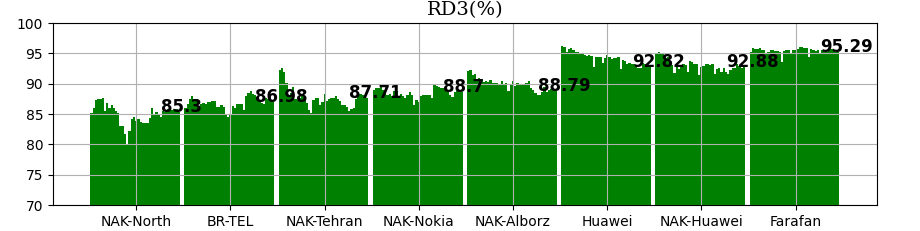 RD3(%)
100
95
90
85
80
75
70
85.3
86.98
87.71
88.7
88.79
92.82
92.88
95.29
NAK-North
BR-TEL
NAK-Tehran
NAK-Nokia
NAK-Alborz
Huawei
NAK-Huawei
Farafan